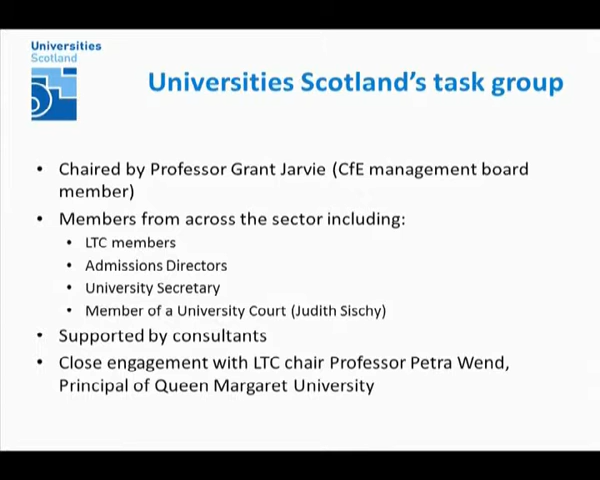 Universities
Scotland
Universities Scotland's task group
• Chaired by Professor Grant Jarvie (CfE management board
member)
• Members from across the sector including:
• LTC members
• Admissions Directors
• University Secretary
• Member of a University Court (Judith Sischy)
• Supported by consultants
• Close engagement with LTC chair Professor Petra Wend,
Principal of Queen Margaret University